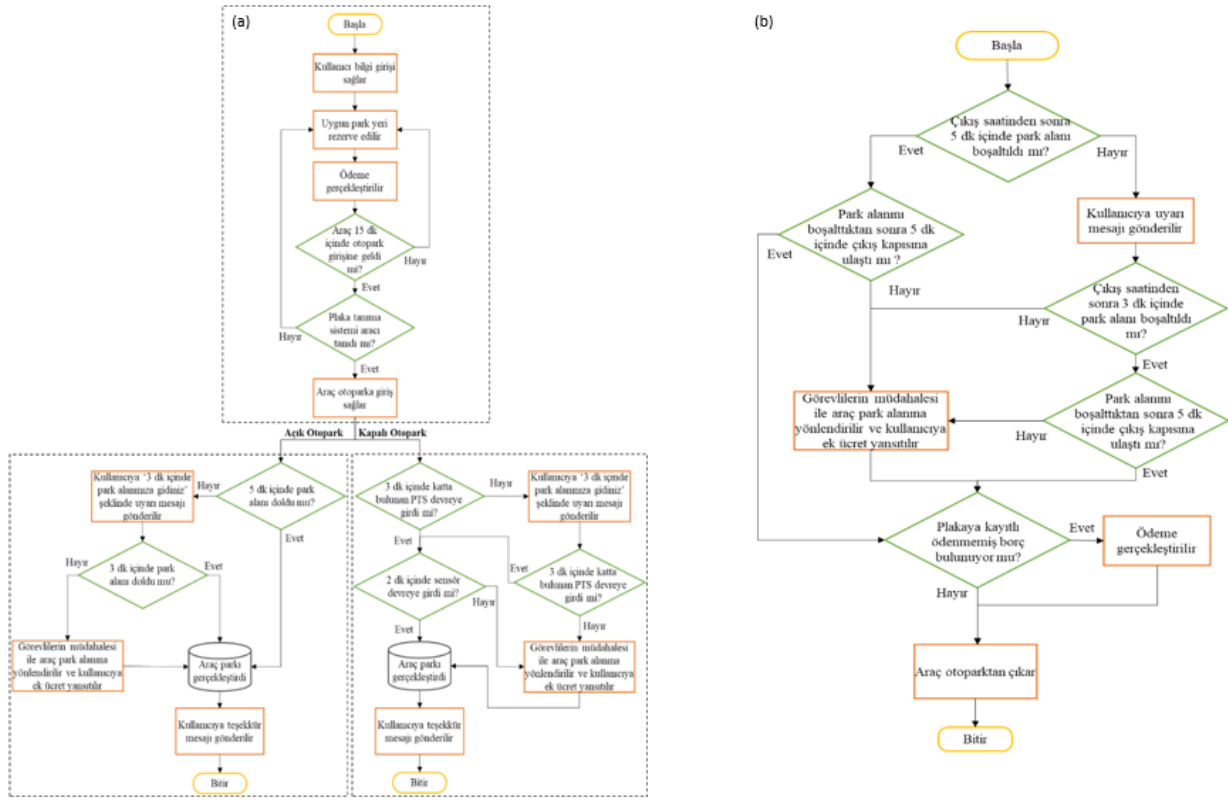 (a)
Başla
Kullanıcı bilgi girişi
sağlar
Uygun park yeri
rezerve edilir
Ödeme
gerçekleştirilir
Araç 15 dk
içinde otopark
girişine geldi
mi?
Hayır
Evet
Plaka tanıma
sistemi aracı
tanıdı mı?
Hayır
Evet
Araç otoparka giriş
sağlar
Açık Otopark
Kapalı Otopark
Kullanıcıya ‘3 dk içinde
park alanınıza gidiniz’
şeklinde uyarı mesajı
gönderilir
Hayır
5 dk içinde park
alanı doldu mu?
Evet
Hayır
3 dk içinde park
alanı doldu mu?
Evet
Görevlilerin müdahalesi
ile araç park alanına
yönlendirilir ve kullanıcıya
ek ücret yansıtılır
Araç parkı
gerçekleştirdi
Kullanıcıya teşekkür
mesajı gönderilir
Bitir
3 dk içinde katta
bulunan PTS devreye
girdi mi?
Hayır
Kullanıcıya ‘3 dk içinde
park alanınıza gidiniz’
şeklinde uyarı mesajı
gönderilir
Evet
2 dk içinde sensör
devreye girdi mi?
Hayır
Evet
3 dk içinde katta
bulunan PTS devreye
girdi mi?
Hayır
Evet
Araç parkı
gerçekleştirdi
Görevlilerin müdahalesi
ile araç park alanına
yönlendirilir ve kullanıcıya
ek ücret yansıtılır
Kullanıcıya teşekkür
mesajı gönderilir
Bitir
(b)
Başla
Çıkış saatinden sonra
5 dk içinde park alanı
boşaltıldı mı?
Evet
Hayır
Park alanını
boşalttıktan sonra 5 dk
içinde çıkış kapısına
ulaştı mı ?
Evet
Hayır
Kullanıcıya uyarı
mesajı gönderilir
Çıkış saatinden
sonra 3 dk içinde
park alanı boşaltıldı
mı?
Hayır
Evet
Görevlilerin müdahalesi
ile araç park alanına
yönlendirilir ve kullanıcıya
ek ücret yansıtılır
Park alanını
boşalttıktan sonra 5 dk
içinde çıkış kapısına
ulaştı mı?
Hayır
Evet
Plakaya kayıtlı
ödenmemiş borç
bulunuyor mu?
Evet
Ödeme
gerçekleştirilir
Hayır
Araç otoparktan çıkar
Bitir